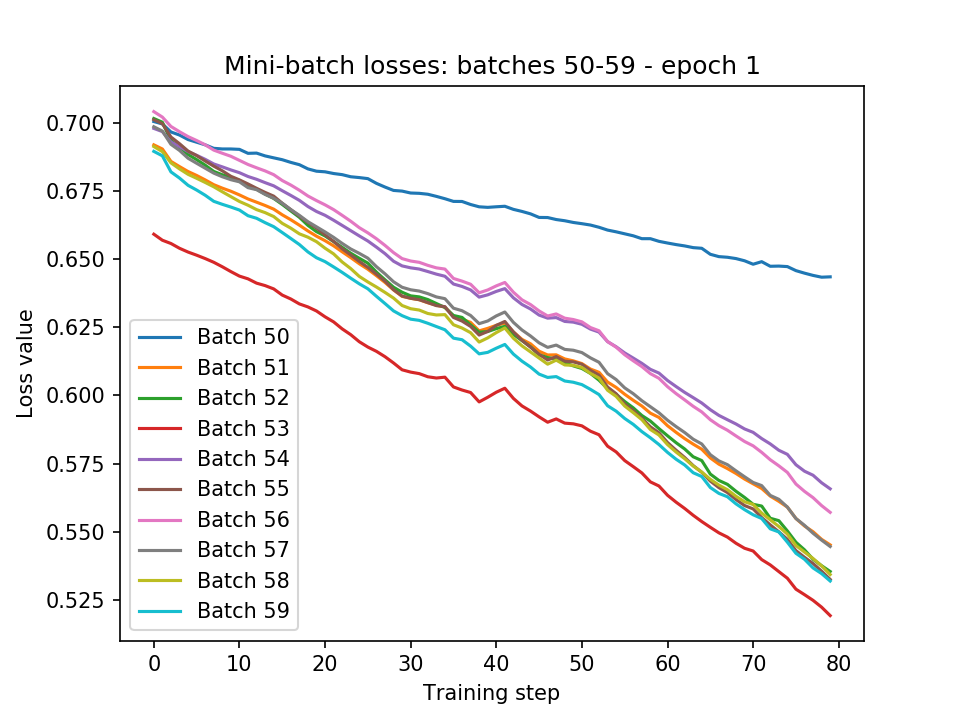 Mini-batch losses: batches 50-59 - epoch 1
Loss value
0.700
0.675
0.650
0.625
0.600
0.575
0.550
0.525
Batch 50
Batch 51
Batch 52
Batch 53
Batch 54
Batch 55
Batch 56
Batch 57
Batch 58
Batch 59
0 10 20 30 40 50 60 70 80
Training step